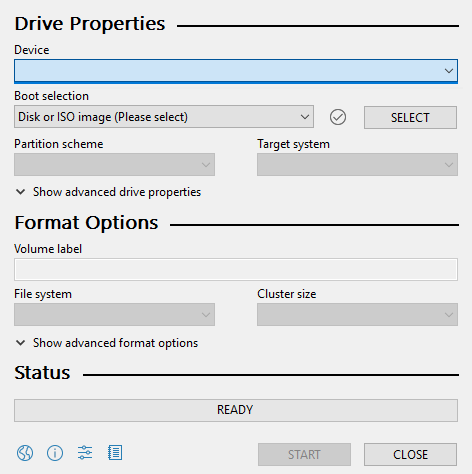 Drive Properties
Device
Boot selection
Disk or ISO image (Please select)
SELECT
Partition scheme
Target system
Show advanced drive properties
Format Options
Volume label
File system
Cluster size
Show advanced format options
Status
READY
START
CLOSE